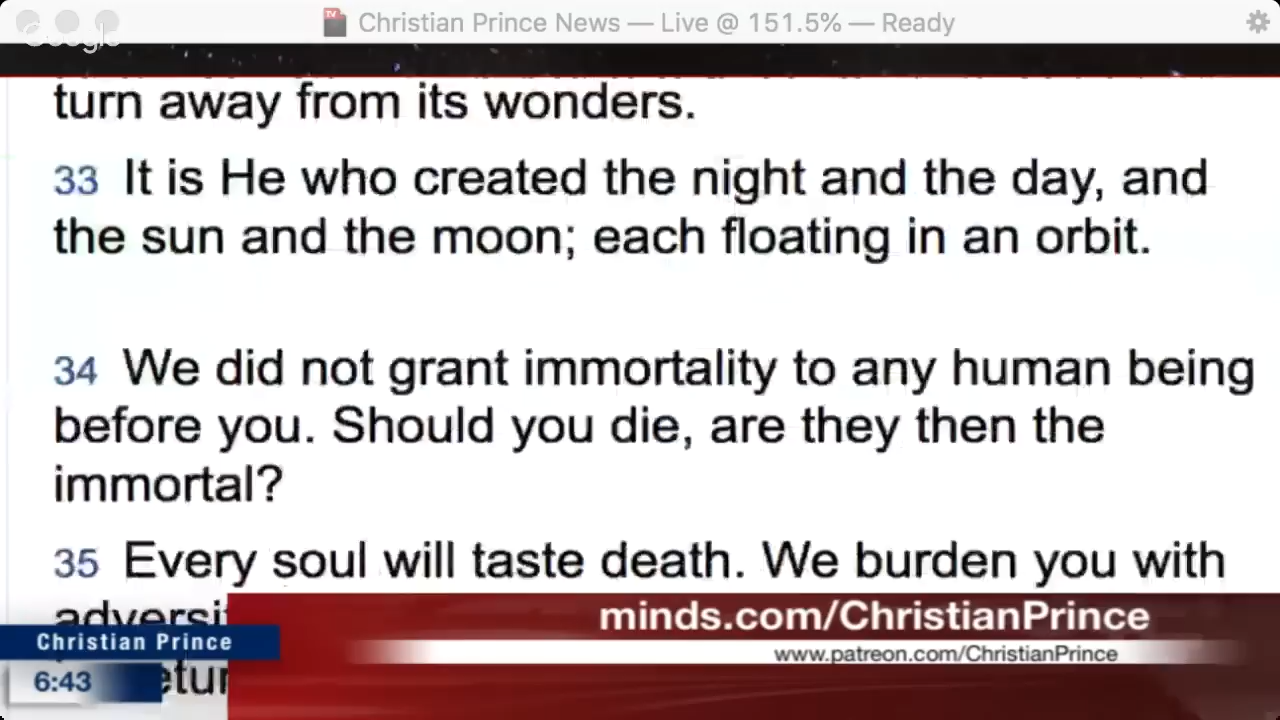 Christian Prince News — Live @ 151.5% — Ready
Google
turn away from its wonders.
33 It is He who created the night and the day, and
the sun and the moon; each floating in an orbit.
34 We did not grant immortality to any human being
before you. Should you die, are they then the
immortal?
35 Every soul will taste death. We burden you with
minds.com/ChristianPrince
Christian Prince
www.patreon.com/ChristianPrince
6:43